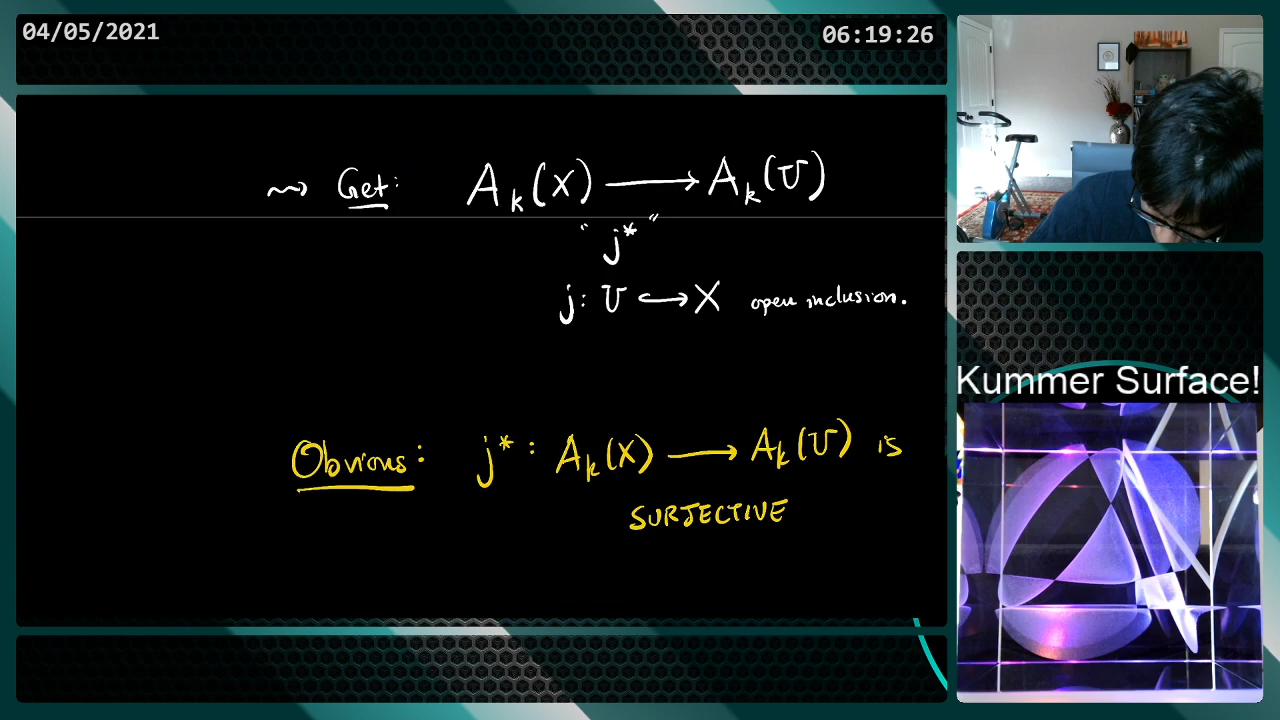 04/05/2021
06:19:26
⇝ Get: A_k(X) ⟶ A_k(U)
"j*"
j: U ↪ X open inclusion.
Kummer Surface!
Obvious: j* : A_k(X) ⟶ A_k(U) is
SURJECTIVE